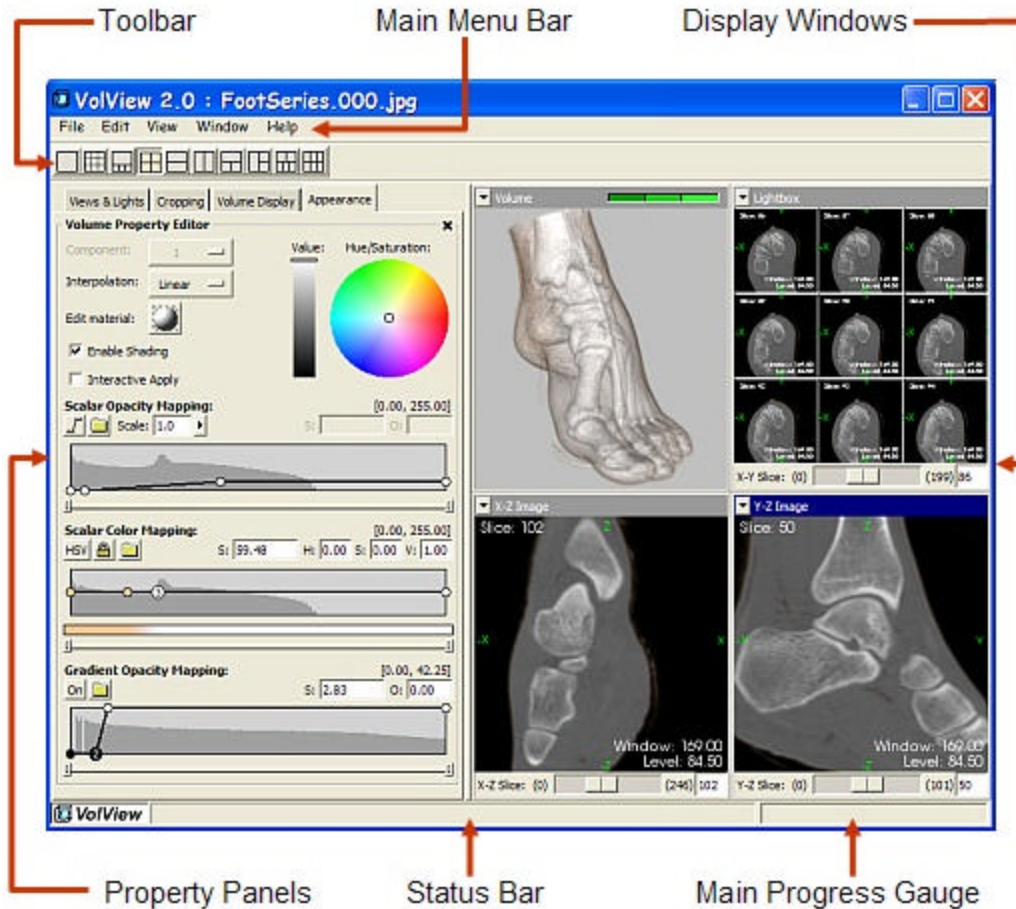 Toolbar
Main Menu Bar
Display Windows
VolView 2.0 : FootSeries.000.jpg
File Edit View Window Help
Views & Lights Cropping Volume Display Appearance
Volume Property Editor
Component: 1
Value: Hue/Saturation:
Interpolation: Linear
Edit material:
Enable Shading
Interactive Apply
Scalar Opacity Mapping: [0.00, 255.00]
Scale: 1.0 S: O:
Scalar Color Mapping: [0.00, 255.00]
HSV S: 59.48 H: 0.00 S: 0.00 V: 1.00
Gradient Opacity Mapping: [0.00, 42.25]
On S: 2.83 O: 0.00
2
Volume
Lightbox
X-Y Slice: (0) (199) 86
X-Z Image
Slice: 102
Z
X X
Window: 169.00
Level: 84.50
Z
X-Z Slice: (0) (246) 102
Y-Z Image
Slice: 50
Z
Y
Window: 169.00
Level: 84.50
Z
Y-Z Slice: (0) (101) 50
VolView
Property Panels
Status Bar
Main Progress Gauge